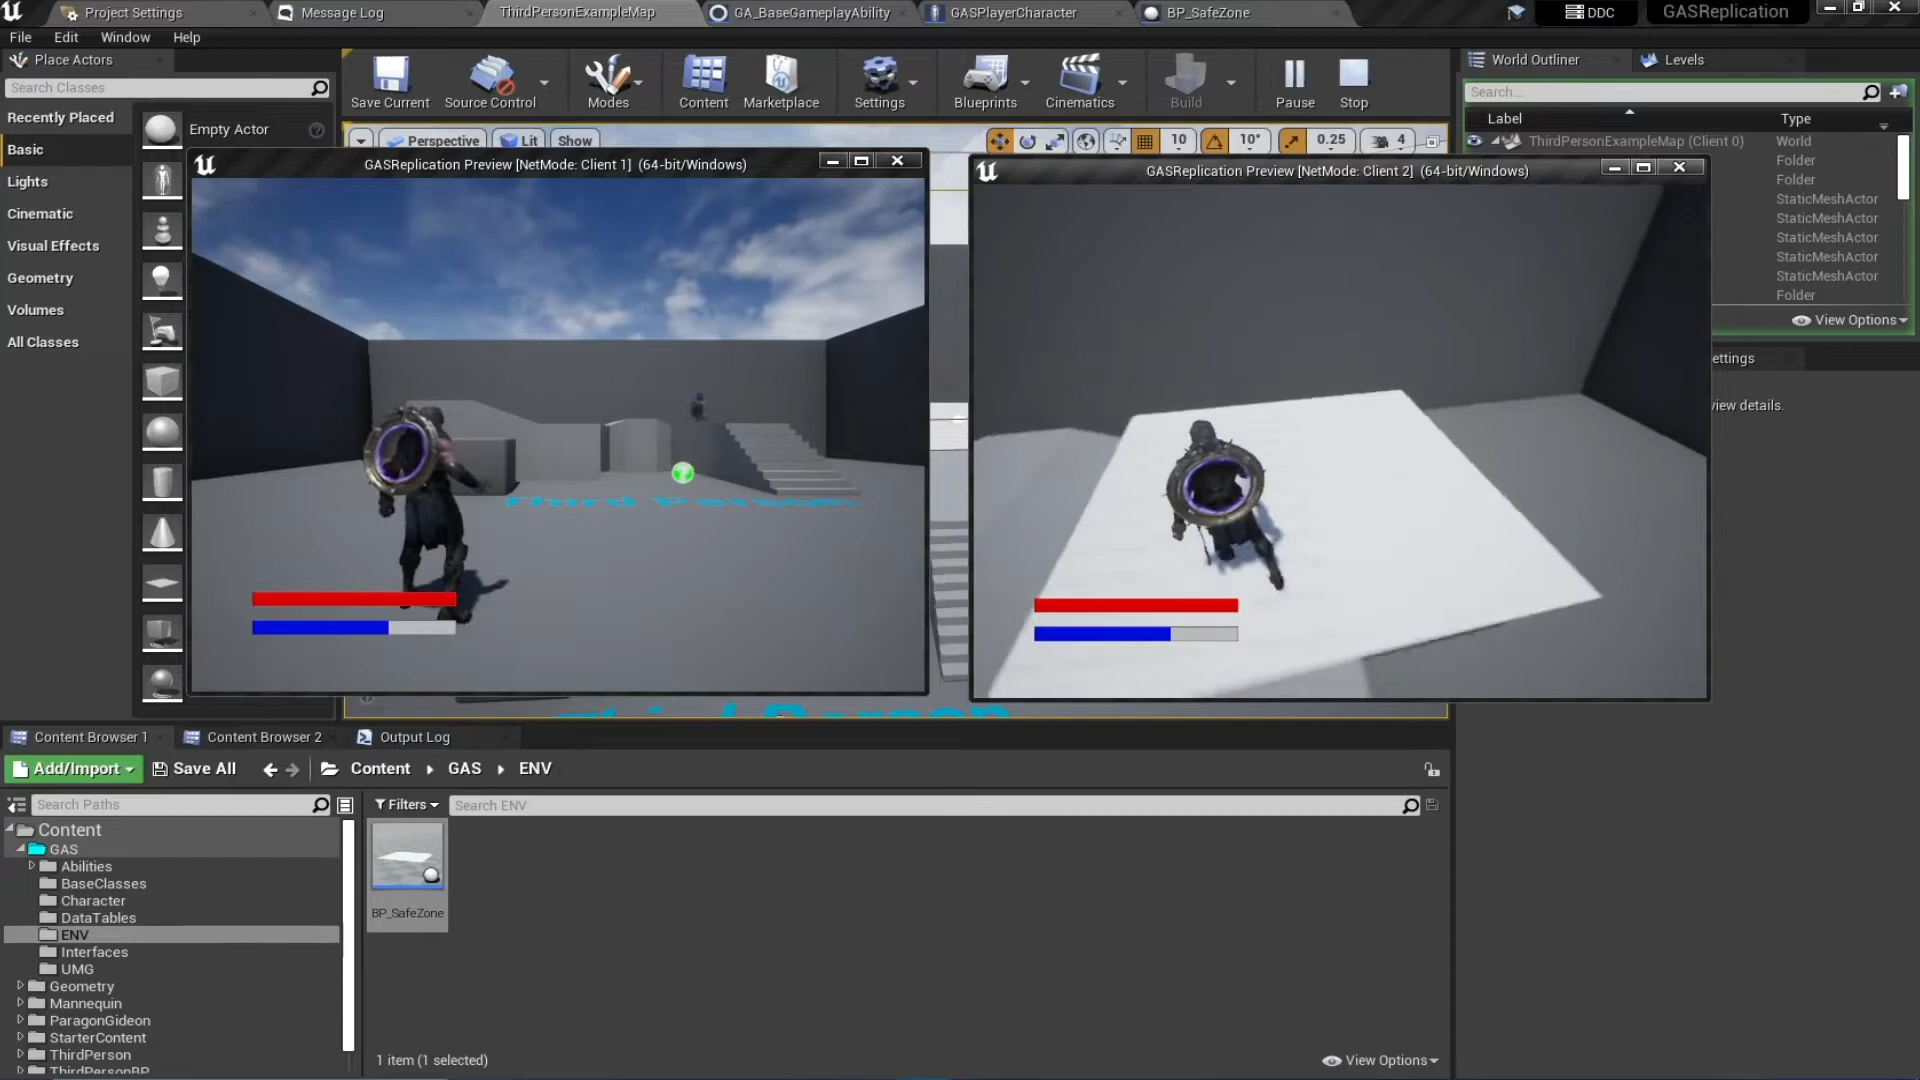 Project Settings
Message Log
ThirdPersonExampleMap
GA_BaseGameplayAbility
GASPlayerCharacter
BP_SafeZone
DDC
GASReplication
File Edit Window Help
Place Actors
Search Classes
Recently Placed
Basic
Lights
Cinematic
Visual Effects
Geometry
Volumes
All Classes
Empty Actor
Save Current
Source Control
Modes
Content
Marketplace
Settings
Blueprints
Cinematics
Build
Pause
Stop
Perspective
Lit
Show
10
10°
0.25
4
GASReplication Preview [NetMode: Client 1] (64-bit/Windows)
GASReplication Preview [NetMode: Client 2] (64-bit/Windows)
World Outliner
Levels
Search...
Label Type
ThirdPersonExampleMap (Client 0) World
Folder
Folder
StaticMeshActor
StaticMeshActor
StaticMeshActor
StaticMeshActor
StaticMeshActor
Folder
View Options
ettings
view details.
Third Person
Content Browser 1
Content Browser 2
Output Log
Add/Import
Save All
Content
GAS
ENV
Search Paths
Filters
Search ENV
Content
GAS
Abilities
BaseClasses
Character
DataTables
ENV
Interfaces
UMG
Geometry
Mannequin
ParagonGideon
StarterContent
ThirdPerson
ThirdPersonBP
BP_SafeZone
1 item (1 selected)
View Options